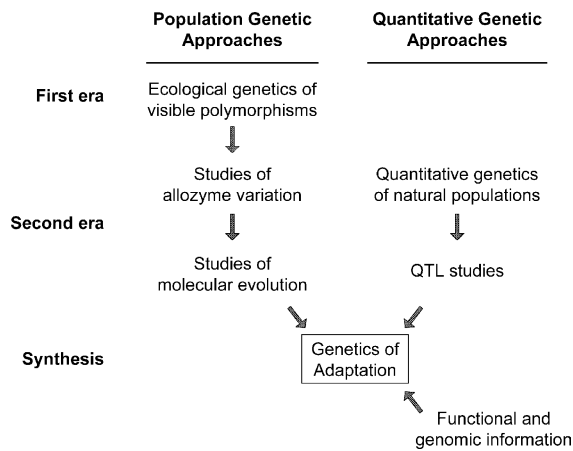 Population Genetic
Approaches
Quantitative Genetic
Approaches
First era
Ecological genetics of
visible polymorphisms
Second era
Studies of
allozyme variation
Quantitative genetics
of natural populations
Studies of
molecular evolution
QTL studies
Synthesis
Genetics of
Adaptation
Functional and
genomic information